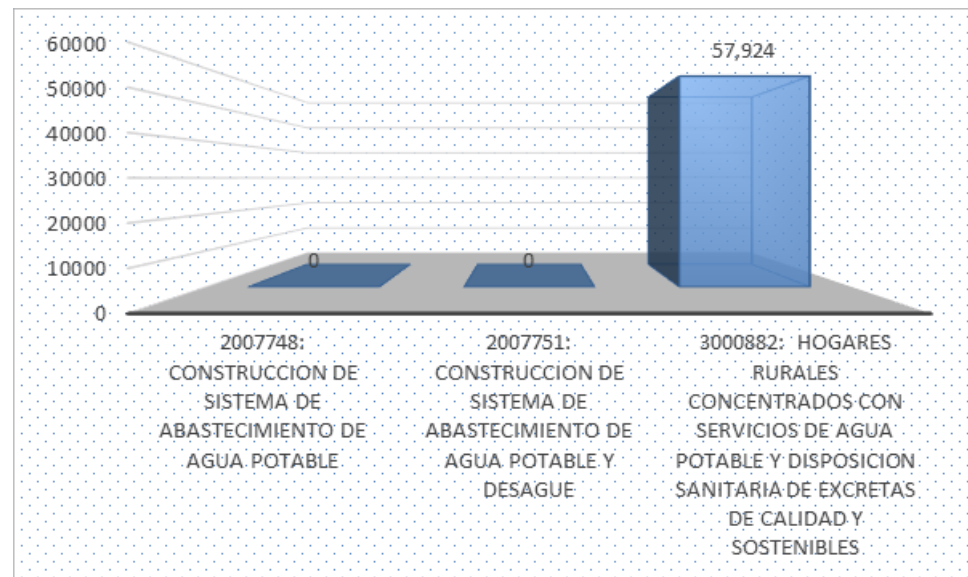 60000
50000
40000
30000
20000
10000
0
57,924
0
0
2007748:
CONSTRUCCION DE
SISTEMA DE
ABASTECIMIENTO DE
AGUA POTABLE
2007751:
CONSTRUCCION DE
SISTEMA DE
ABASTECIMIENTO DE
AGUA POTABLE Y
DESAGUE
3000882: HOGARES
RURALES
CONCENTRADOS CON
SERVICIOS DE AGUA
POTABLE Y DISPOSICION
SANITARIA DE EXCRETAS
DE CALIDAD Y
SOSTENIBLES